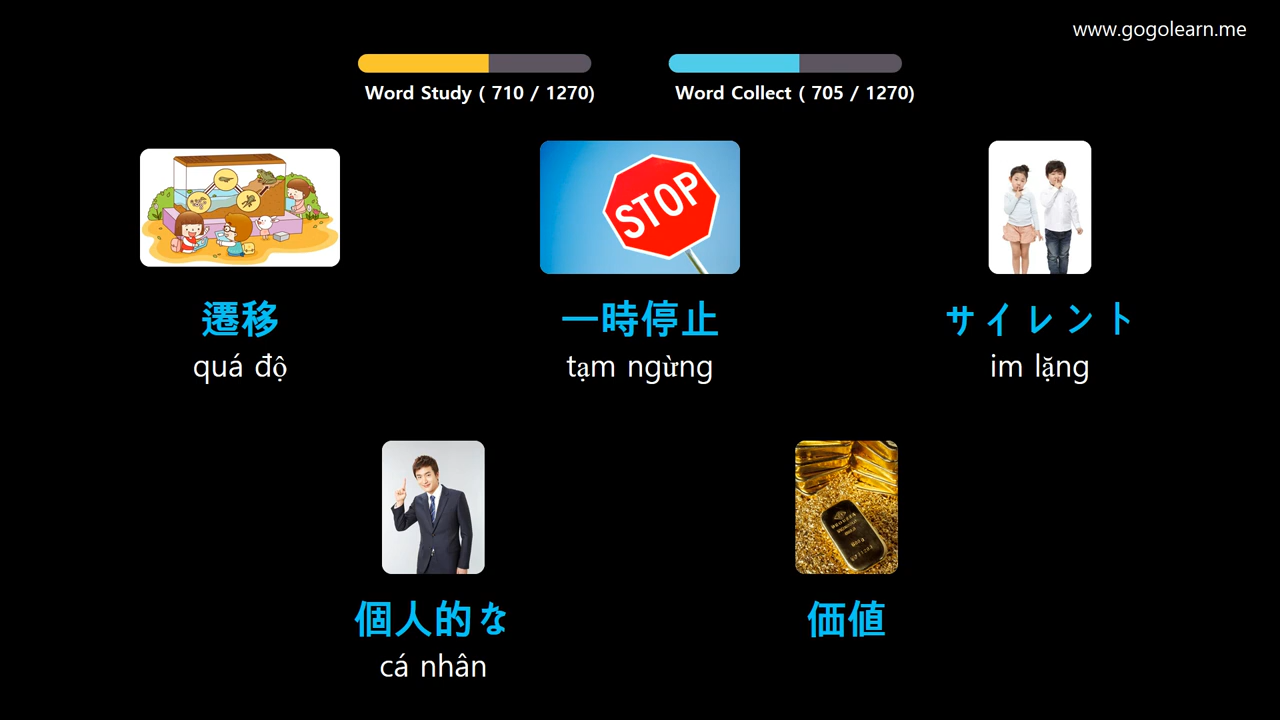 www.gogolearn.me
Word Study ( 710 / 1270)
Word Collect ( 705 / 1270)
STOP
遷移
quá độ
一時停止
tạm ngừng
サイレント
im lặng
個人的な
cá nhân
価値